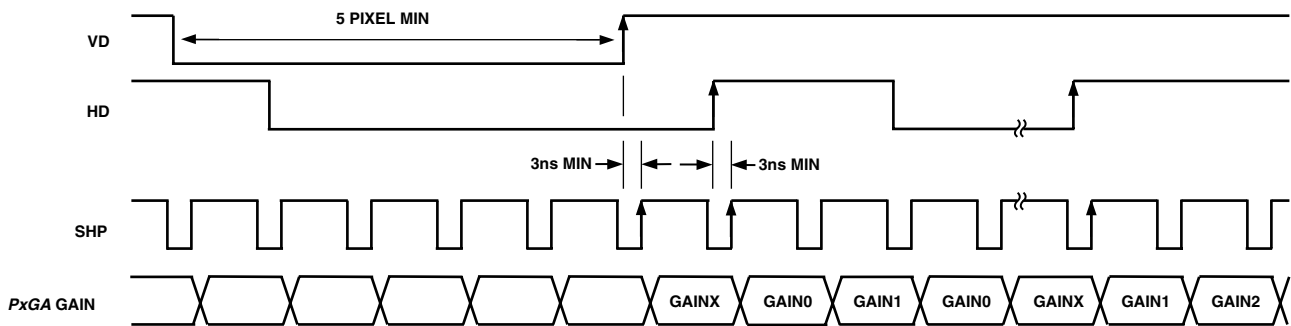 5 PIXEL MIN
VD
HD
3ns MIN 3ns MIN
SHP
PxGA GAIN GAINX GAIN0 GAIN1 GAIN0 GAINX GAIN1 GAIN2